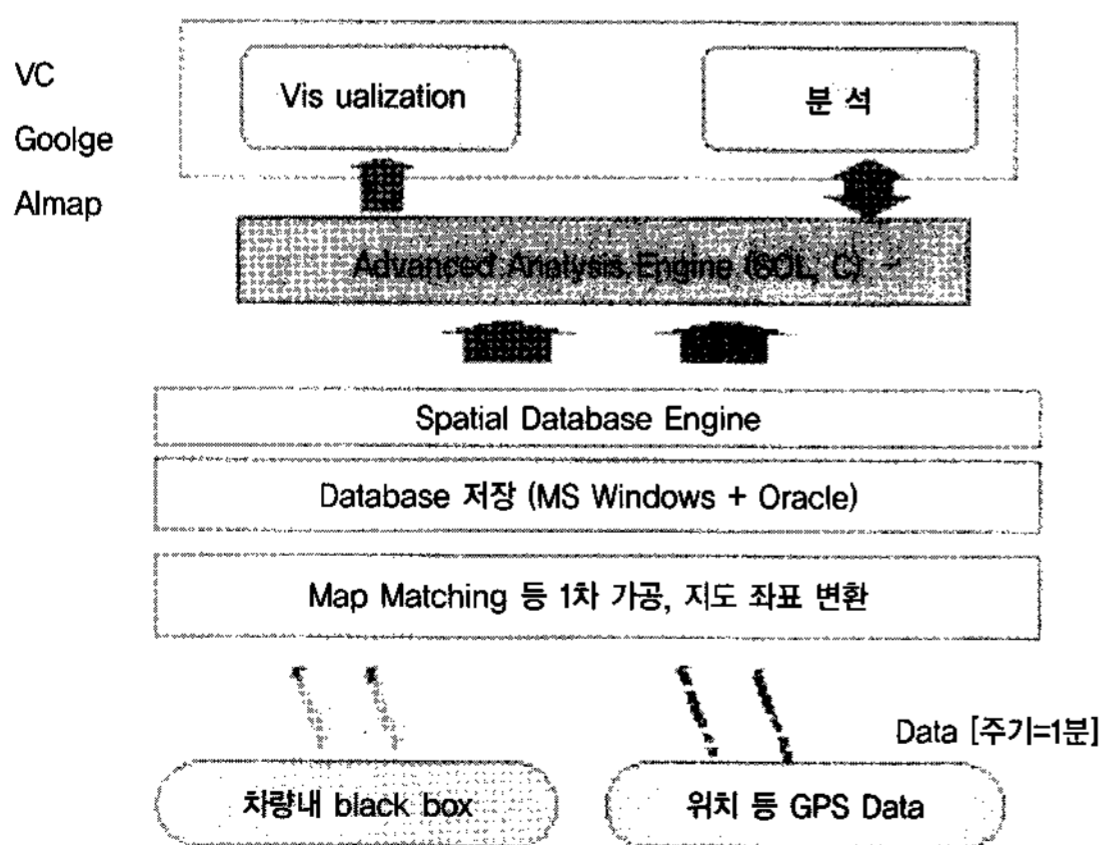 VC
Goolge
AImap
Vis ualization
분 석
Advanced Analysis Engine (SQL, C)
Spatial Database Engine
Database 저장 (MS Windows + Oracle)
Map Matching 등 1차 가공, 지도 좌표 변환
Data [주기=1분]
차량내 black box
위치 등 GPS Data